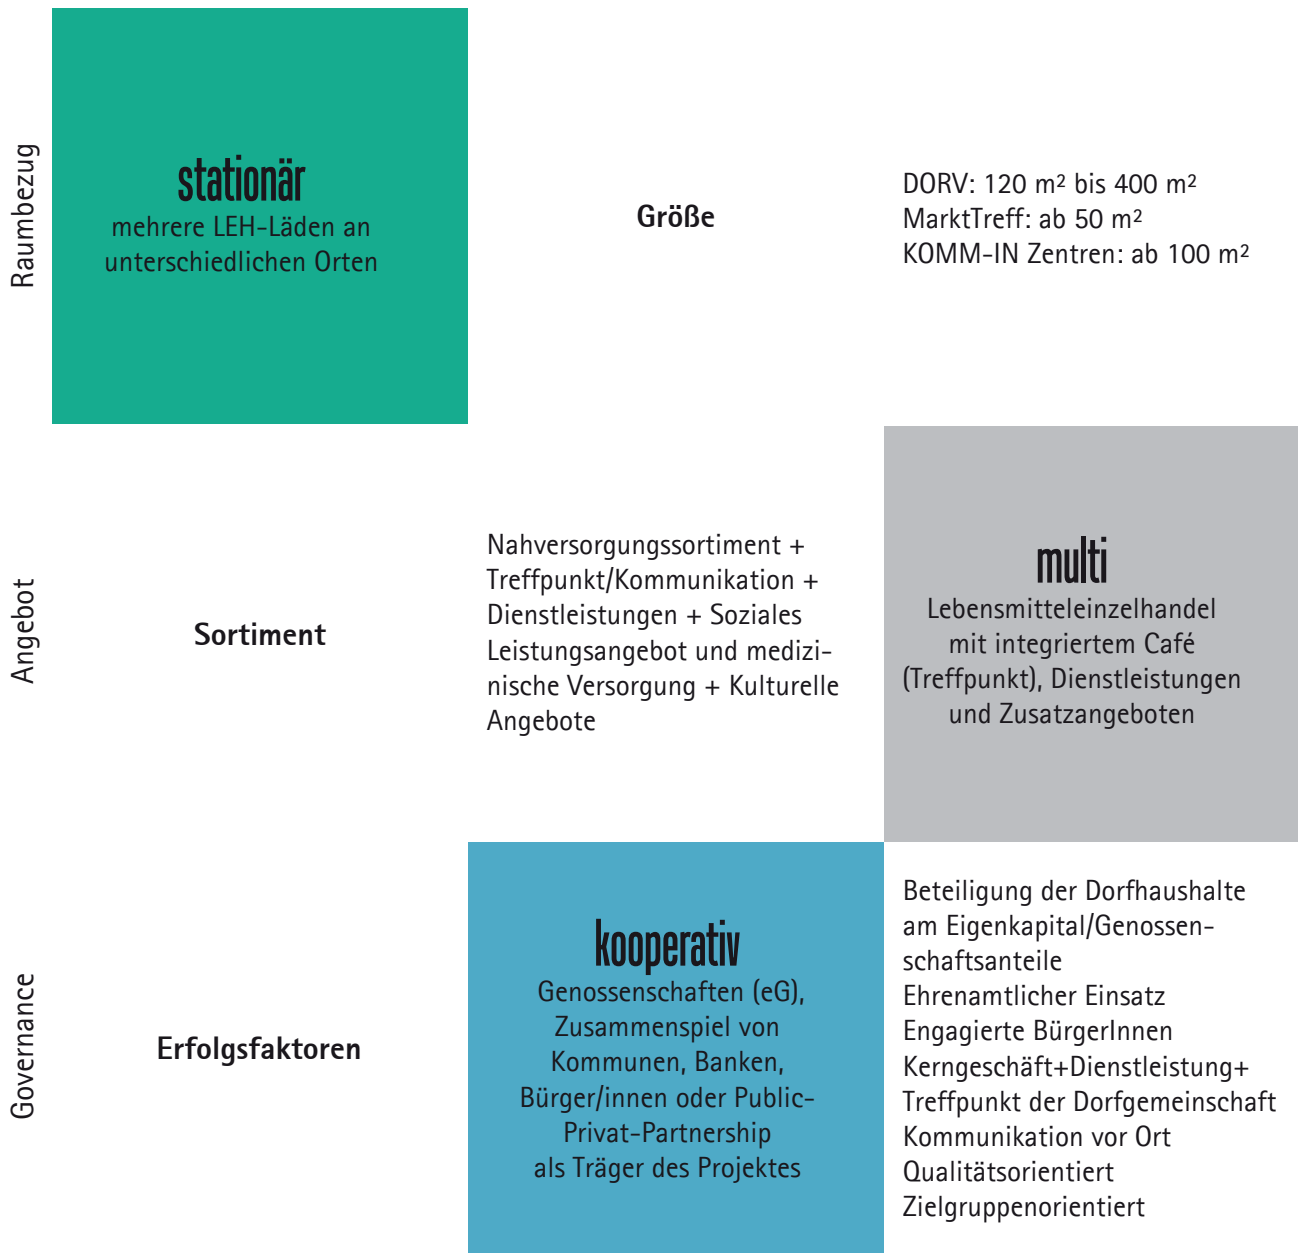 Raumbezug
stationär
mehrere LEH-Läden an
unterschiedlichen Orten
Größe
DORV: 120 m² bis 400 m²
MarktTreff: ab 50 m²
KOMM-IN Zentren: ab 100 m²
Angebot
Sortiment
Nahversorgungssortiment +
Treffpunkt/Kommunikation +
Dienstleistungen + Soziales
Leistungsangebot und medizi-
nische Versorgung + Kulturelle
Angebote
multi
Lebensmitteleinzelhandel
mit integriertem Café
(Treffpunkt), Dienstleistungen
und Zusatzangeboten
Governance
Erfolgsfaktoren
kooperativ
Genossenschaften (eG),
Zusammenspiel von
Kommunen, Banken,
Bürger/innen oder Public-
Privat-Partnership
als Träger des Projektes
Beteiligung der Dorfhaushalte
am Eigenkapital/Genossen-
schaftsanteile
Ehrenamtlicher Einsatz
Engagierte BürgerInnen
Kerngeschäft+Dienstleistung+
Treffpunkt der Dorfgemeinschaft
Kommunikation vor Ort
Qualitätsorientiert
Zielgruppenorientiert